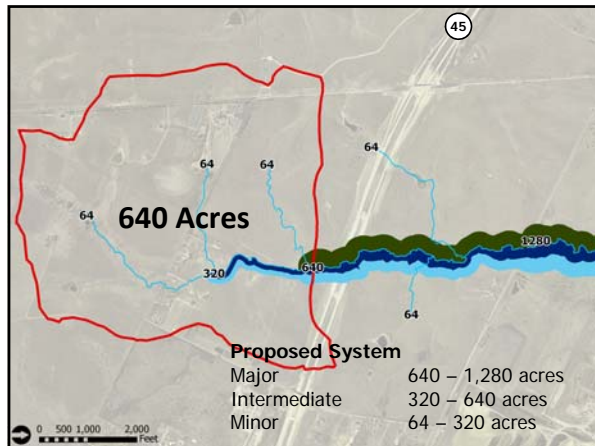 45
64
64
64
64
640 Acres
1280
320
640
64
Proposed System
Major 640 – 1,280 acres
Intermediate 320 – 640 acres
Minor 64 – 320 acres
0 500 1,000 2,000
Feet